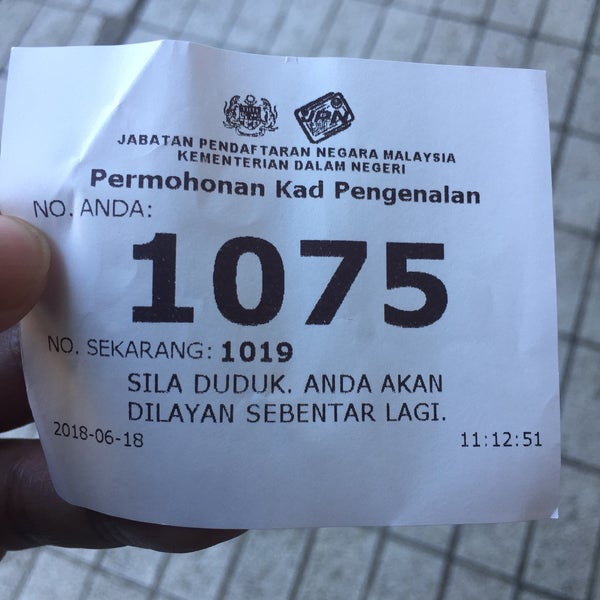 JPN
JABATAN PENDAFTARAN NEGARA MALAYSIA
KEMENTERIAN DALAM NEGERI
Permohonan Kad Pengenalan
NO. ANDA:
1075
NO. SEKARANG: 1019
SILA DUDUK. ANDA AKAN
DILAYAN SEBENTAR LAGI.
2018-06-18 11:12:51